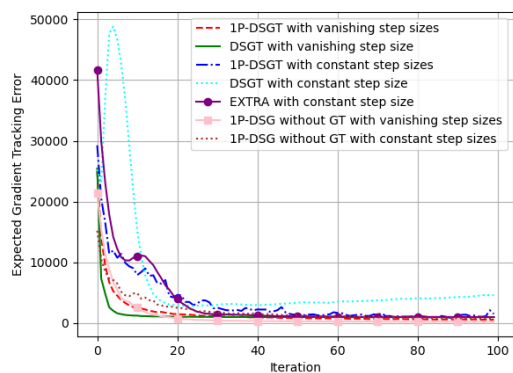 50000
40000
30000
20000
10000
0
Expected Gradient Tracking Error
1P-DSGT with vanishing step sizes
DSGT with vanishing step size
1P-DSGT with constant step sizes
DSGT with constant step size
EXTRA with constant step size
1P-DSG without GT with vanishing step sizes
1P-DSG without GT with constant step sizes
0 20 40 60 80 100
Iteration